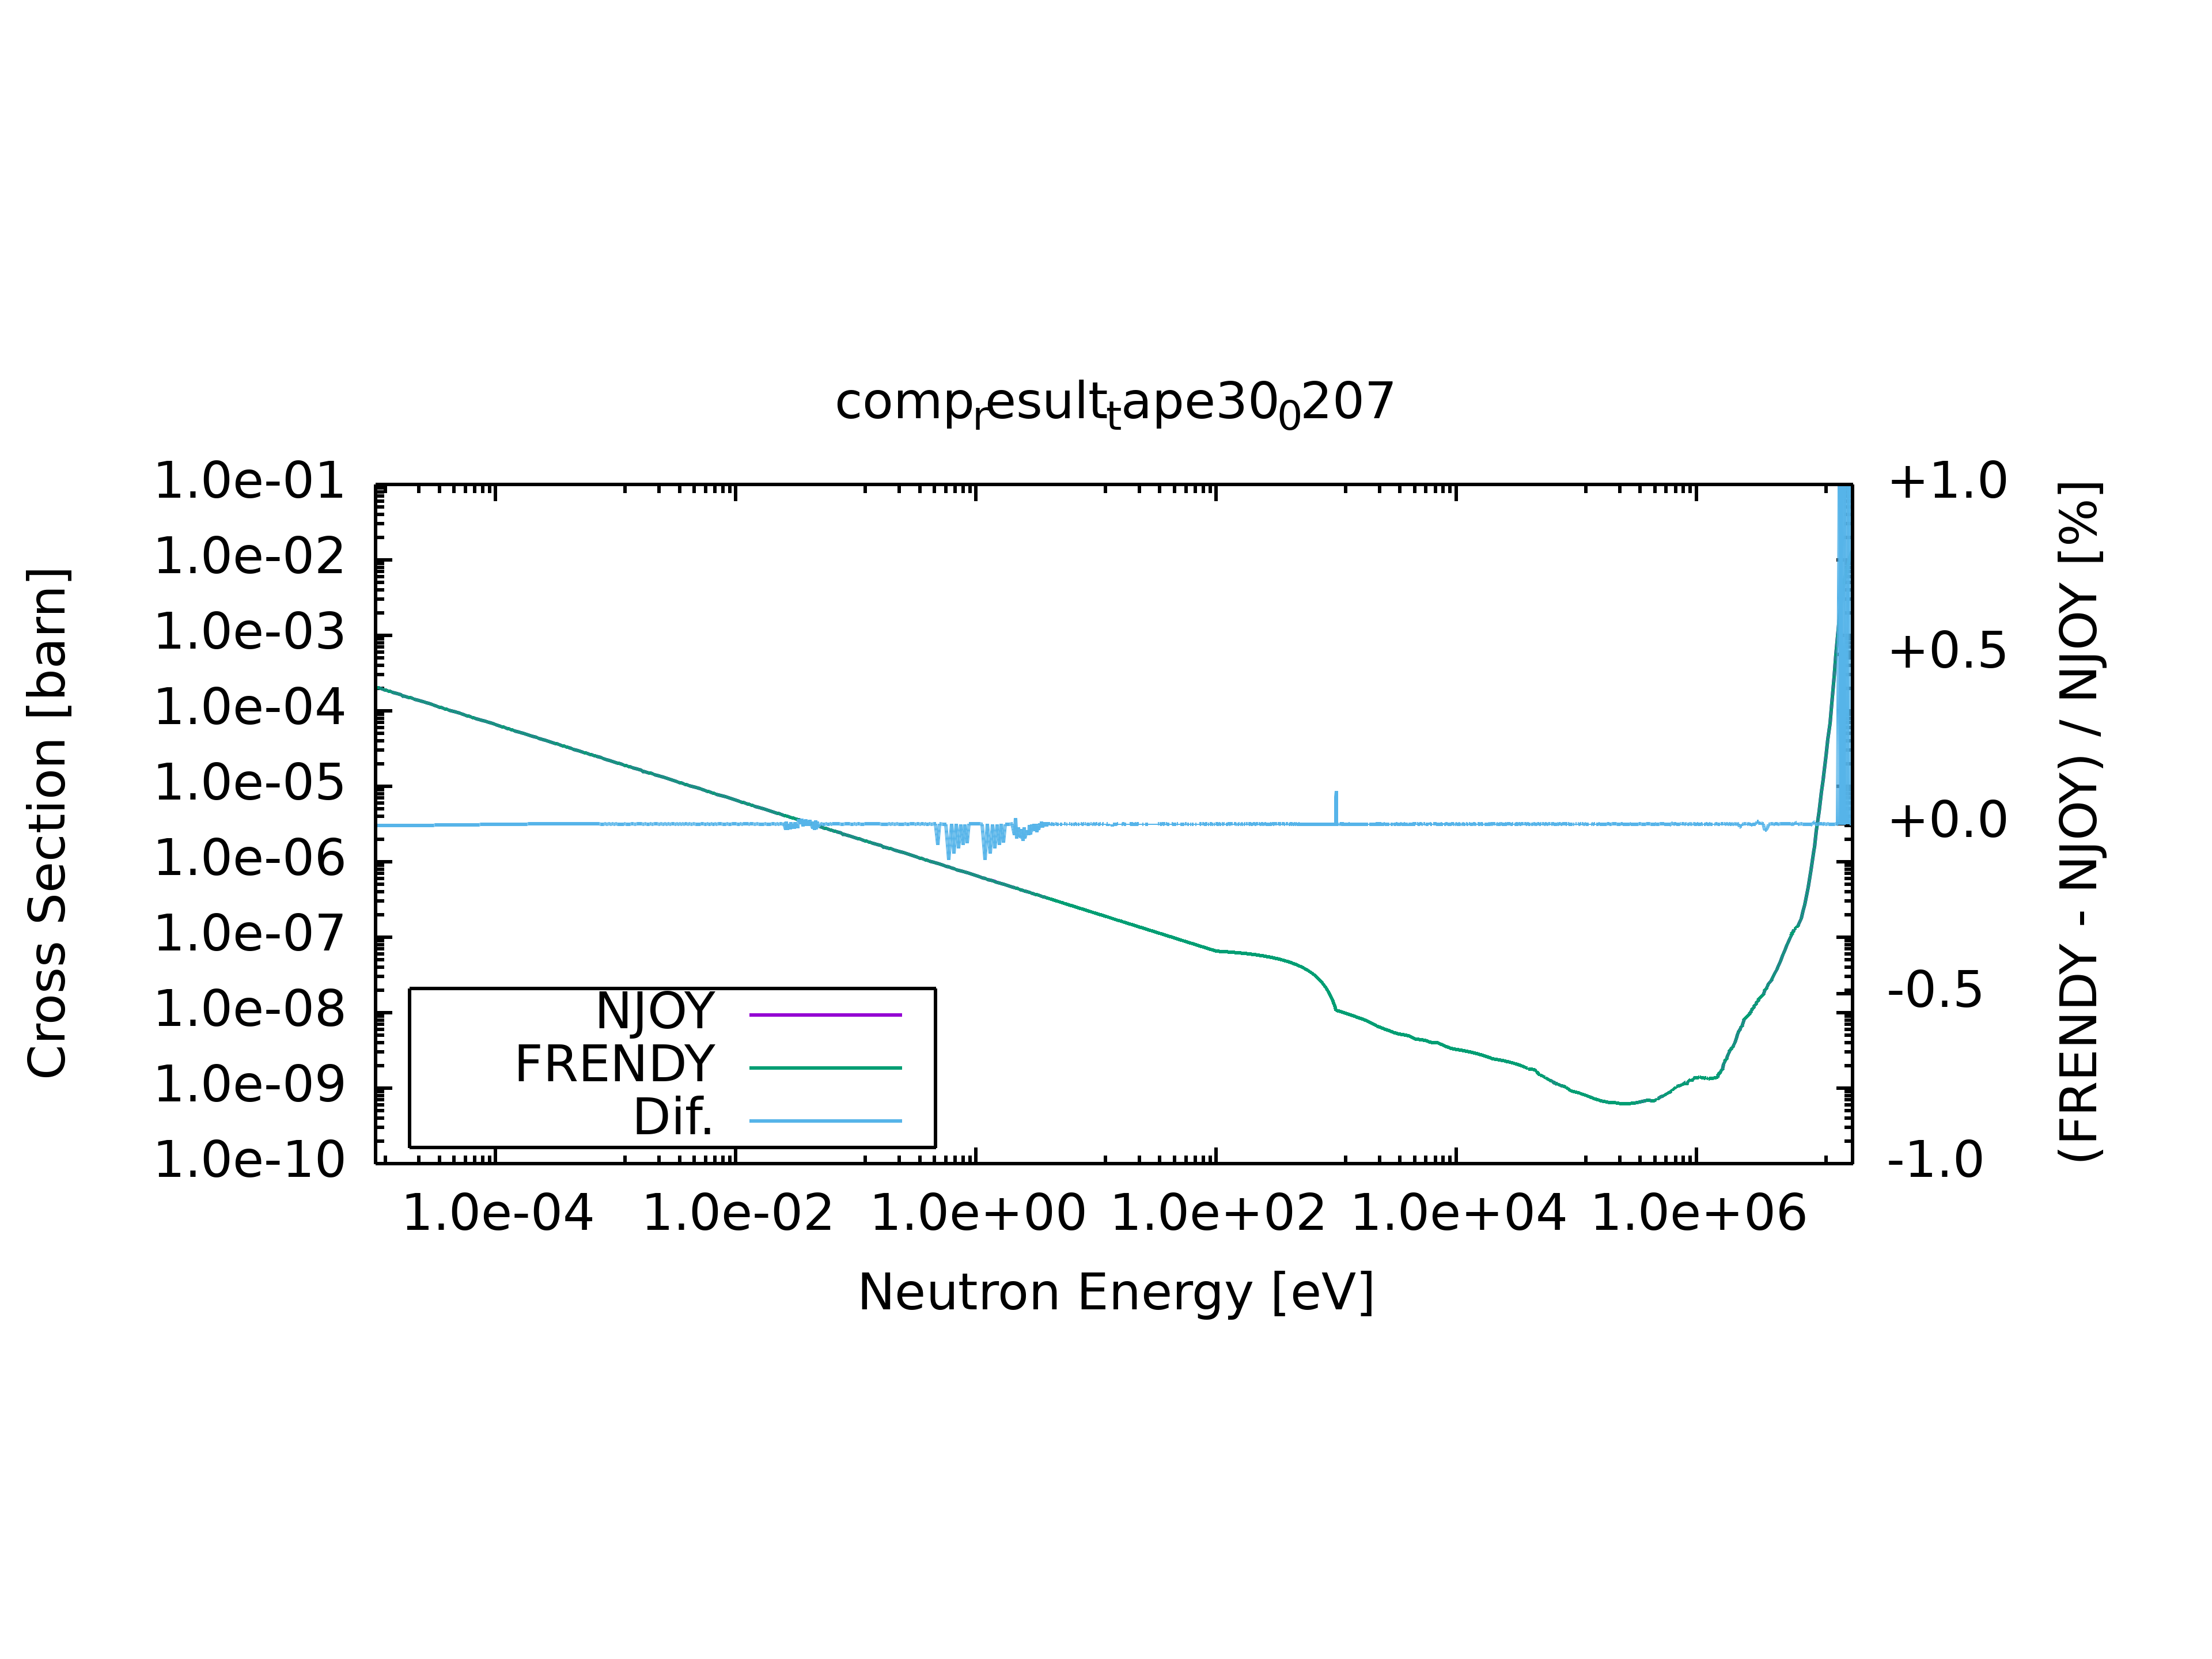 comp_result_tape30_0207
1.0e-01
1.0e-02
1.0e-03
1.0e-04
1.0e-05
1.0e-06
1.0e-07
1.0e-08
1.0e-09
1.0e-10
Cross Section [barn]
+1.0
+0.5
+0.0
-0.5
-1.0
(FRENDY - NJOY) / NJOY [%]
NJOY
FRENDY
Dif.
1.0e-04 1.0e-02 1.0e+00 1.0e+02 1.0e+04 1.0e+06
Neutron Energy [eV]